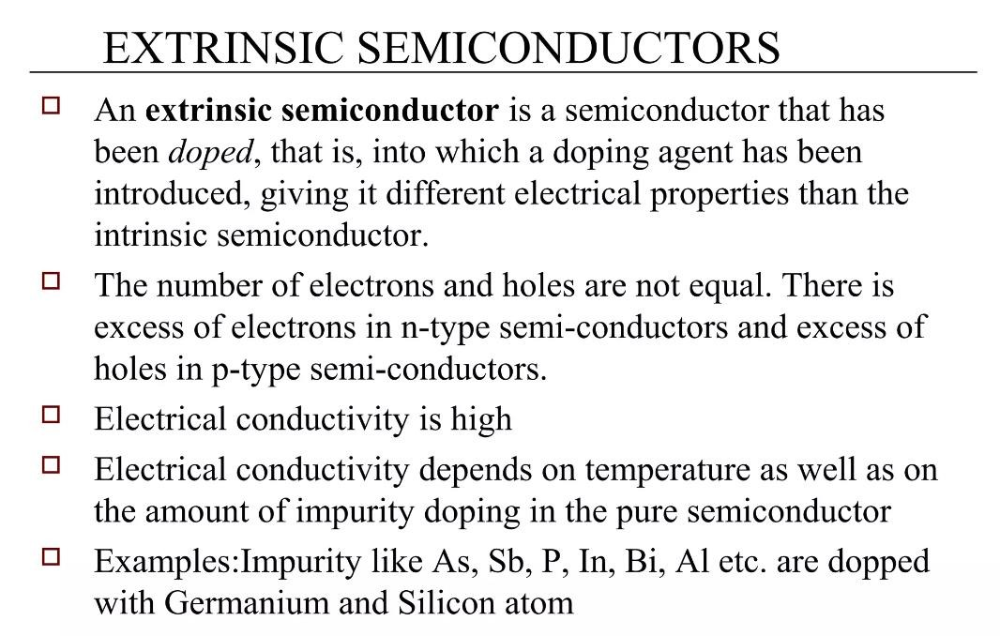 EXTRINSIC SEMICONDUCTORS
An extrinsic semiconductor is a semiconductor that has
been doped, that is, into which a doping agent has been
introduced, giving it different electrical properties than the
intrinsic semiconductor.
The number of electrons and holes are not equal. There is
excess of electrons in n-type semi-conductors and excess of
holes in p-type semi-conductors.
Electrical conductivity is high
Electrical conductivity depends on temperature as well as on
the amount of impurity doping in the pure semiconductor
Examples:Impurity like As, Sb, P, In, Bi, Al etc. are dopped
with Germanium and Silicon atom